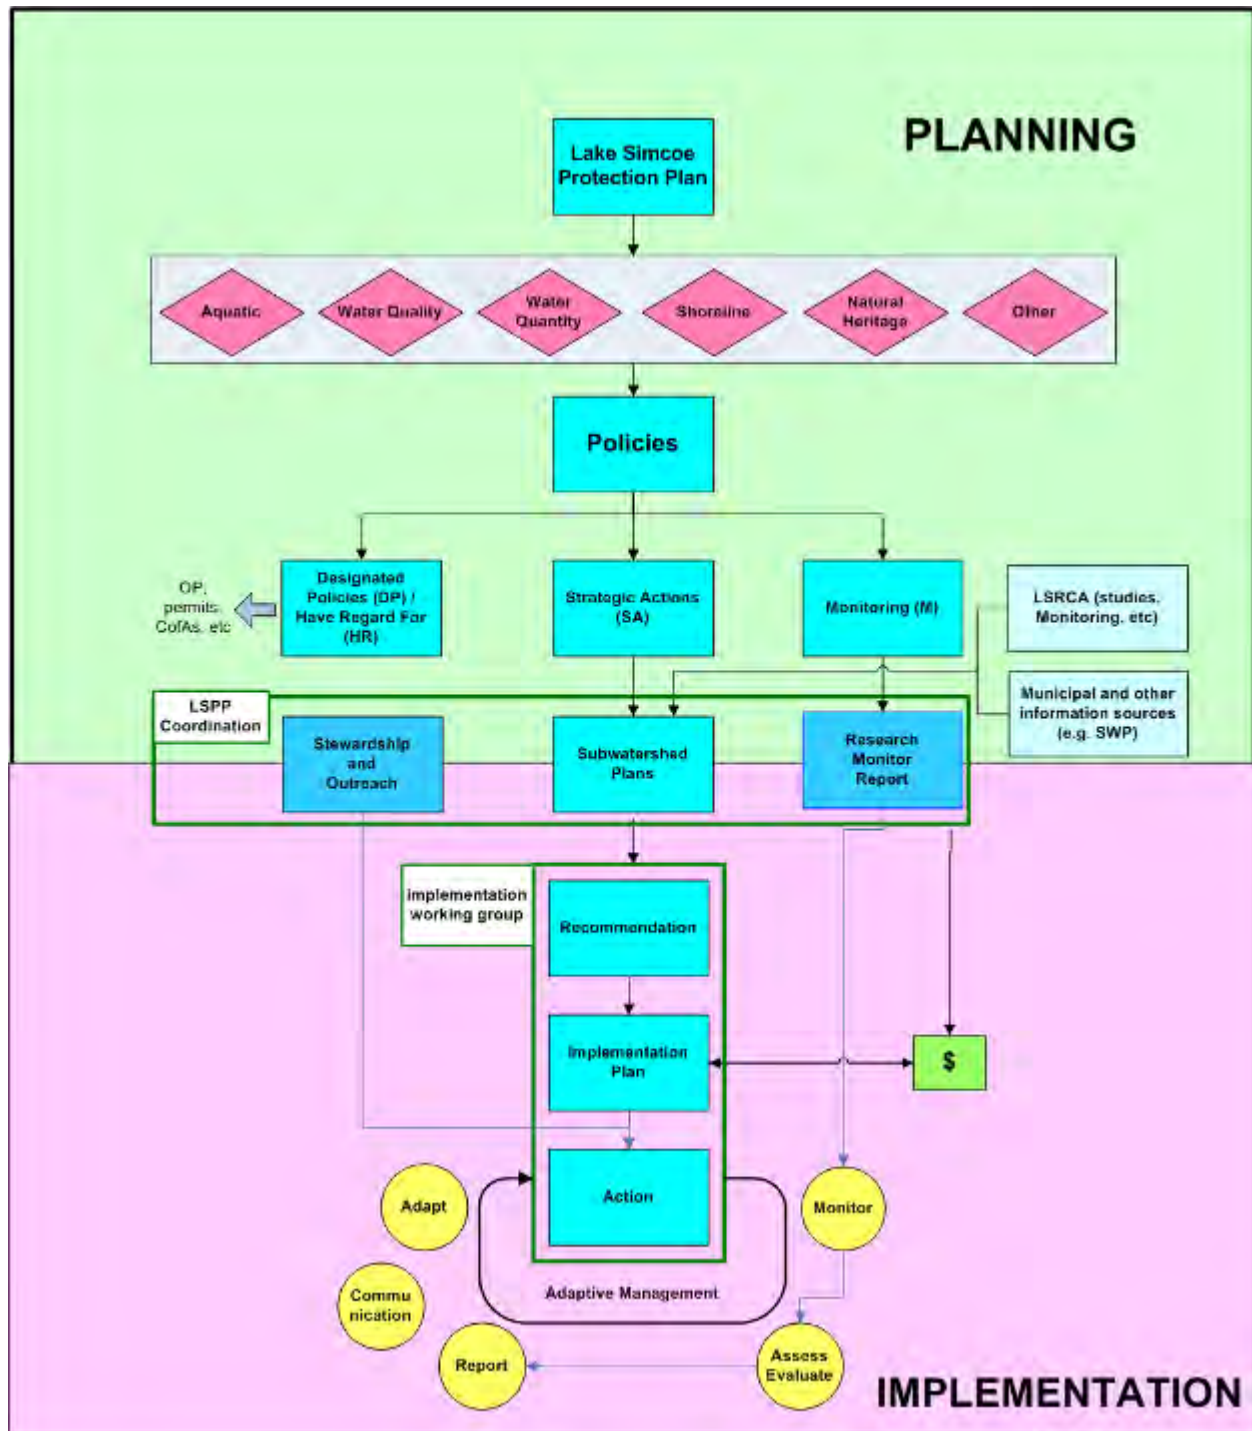 PLANNING
Lake Simcoe
Protection Plan
Aquatic
Water Quality
Water
Quantity
Shoreline
Natural
Heritage
Other
Policies
OP,
permits,
CofAs, etc
Designated
Policies (DP) /
Have Regard For
(HR)
Strategic Actions
(SA)
Monitoring (M)
LSRCA (studies,
Monitoring, etc)
Municipal and other
information sources
(e.g. SWP)
LSPP
Coordination
Stewardship
and
Outreach
Subwatershed
Plans
Research
Monitor
Report
implementation
working group
Recommendation
Implementation
Plan
$
Action
Adapt
Monitor
Adaptive Management
Commu
nication
Report
Assess
Evaluate
IMPLEMENTATION